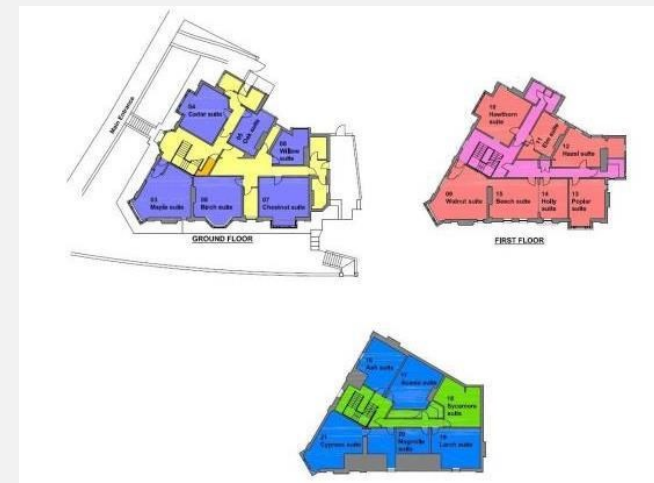 Main Entrance
04
Cedar suite
05
Oak suite
08
Willow
suite
03
Maple suite
06
Birch suite
07
Chestnut suite
GROUND FLOOR
10
Hawthorn
suite
11
Elm suite
12
Hazel suite
09
Walnut suite
15
Beech suite
14
Holly
suite
13
Poplar
suite
FIRST FLOOR
Ash suite
17
Acacia suite
18
Sycamore
suite
21
Cypress suite
20
Magnolia
suite
19
Larch suite